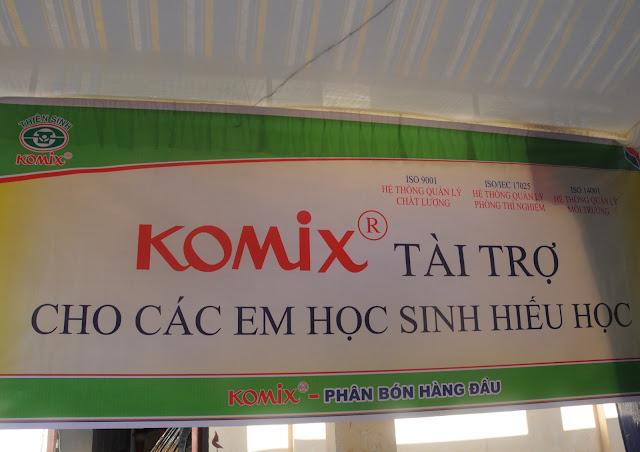 THIÊN SINH
KOMIX®
ISO 9001
HỆ THỐNG QUẢN LÝ
CHẤT LƯỢNG
ISO/IEC 17025
HỆ THỐNG QUẢN LÝ
PHÒNG THÍ NGHIỆM
ISO 14001
HỆ THỐNG QUẢN LÝ
MÔI TRƯỜNG
KOMiX® TÀI TRỢ
CHO CÁC EM HỌC SINH HIẾU HỌC
KOMiX® - PHÂN BÓN HÀNG ĐẦU